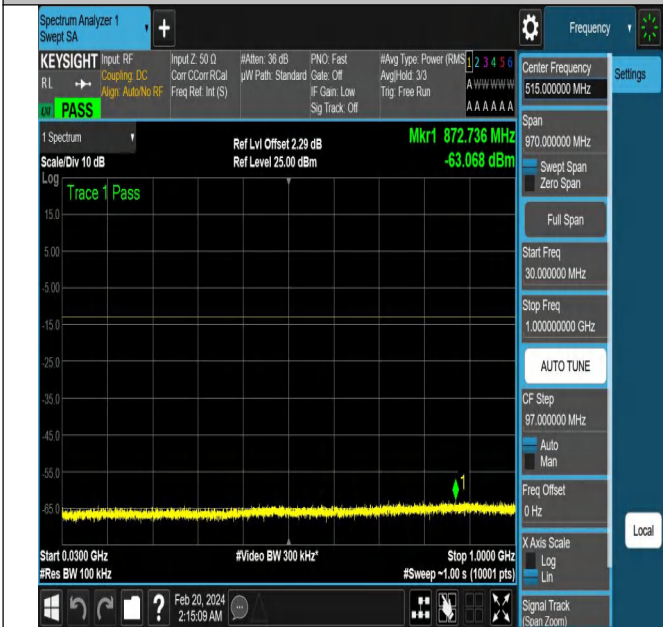 Spectrum Analyzer 1
Swept SA
+
Frequency
KEYSIGHT
RL
EXT PASS
Input: RF
Coupling: DC
Align: Auto/No RF
Input Z: 50 Ω
Corr CCorr RCal
Freq Ref: Int (S)
#Atten: 36 dB
µW Path: Standard
PNO: Fast
Gate: Off
IF Gain: Low
Sig Track: Off
#Avg Type: Power (RMS
Avg|Hold: 3/3
Trig: Free Run
1 2 3 4 5 6
A W W W W W
A A A A A A
Center Frequency
515.000000 MHz
Settings
1 Spectrum
Scale/Div 10 dB
Ref Lvl Offset 2.29 dB
Ref Level 25.00 dBm
Mkr1 872.736 MHz
-63.068 dBm
Log
Trace 1 Pass
15.0
5.00
-5.00
-15.0
-25.0
-35.0
-45.0
-55.0
-65.0
1
Start 0.0300 GHz
#Res BW 100 kHz
#Video BW 300 kHz*
Stop 1.0000 GHz
#Sweep ~1.00 s (10001 pts)
Span
970.000000 MHz
Swept Span
Zero Span
Full Span
Start Freq
30.000000 MHz
Stop Freq
1.000000000 GHz
AUTO TUNE
CF Step
97.000000 MHz
Auto
Man
Freq Offset
0 Hz
X Axis Scale
Log
Lin
Signal Track
(Span Zoom)
Local
?
Feb 20, 2024
2:15:09 AM